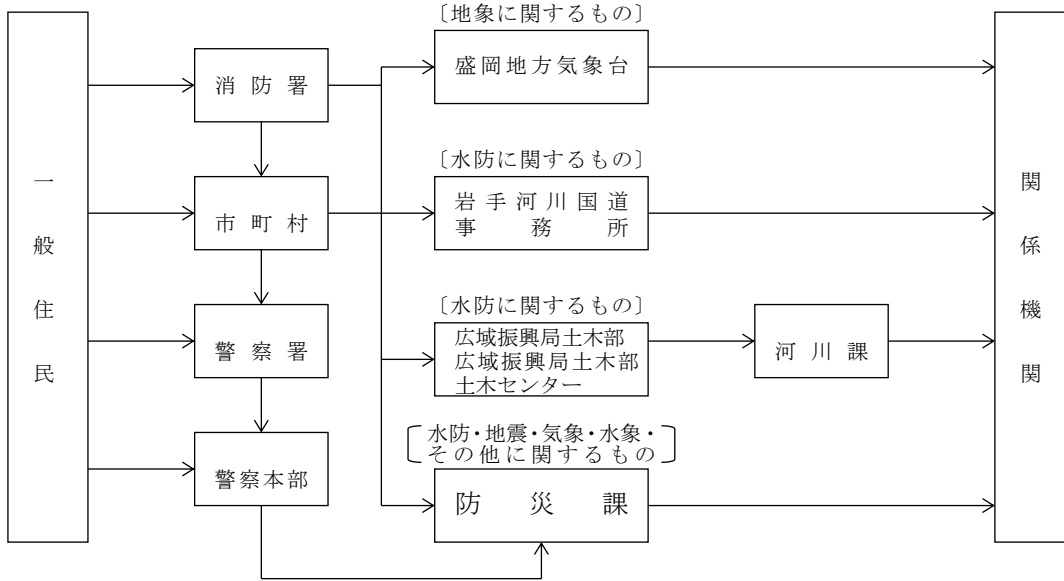 一般住民
消防署
市町村
警察署
警察本部
〔地象に関するもの〕
盛岡地方気象台
〔水防に関するもの〕
岩手河川国道
事務所
〔水防に関するもの〕
広域振興局土木部
広域振興局土木部
土木センター
河川課
水防・地震・気象・水象・
その他に関するもの
防災課
関係機関